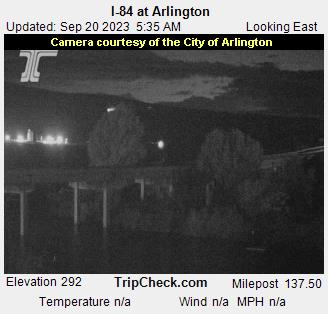 I-84 at Arlington
Updated: Sep 20 2023 5:35 AM Looking East
Camera courtesy of the City of Arlington
Elevation 292 TripCheck.com Milepost 137.50
Temperature n/a Wind n/a MPH n/a